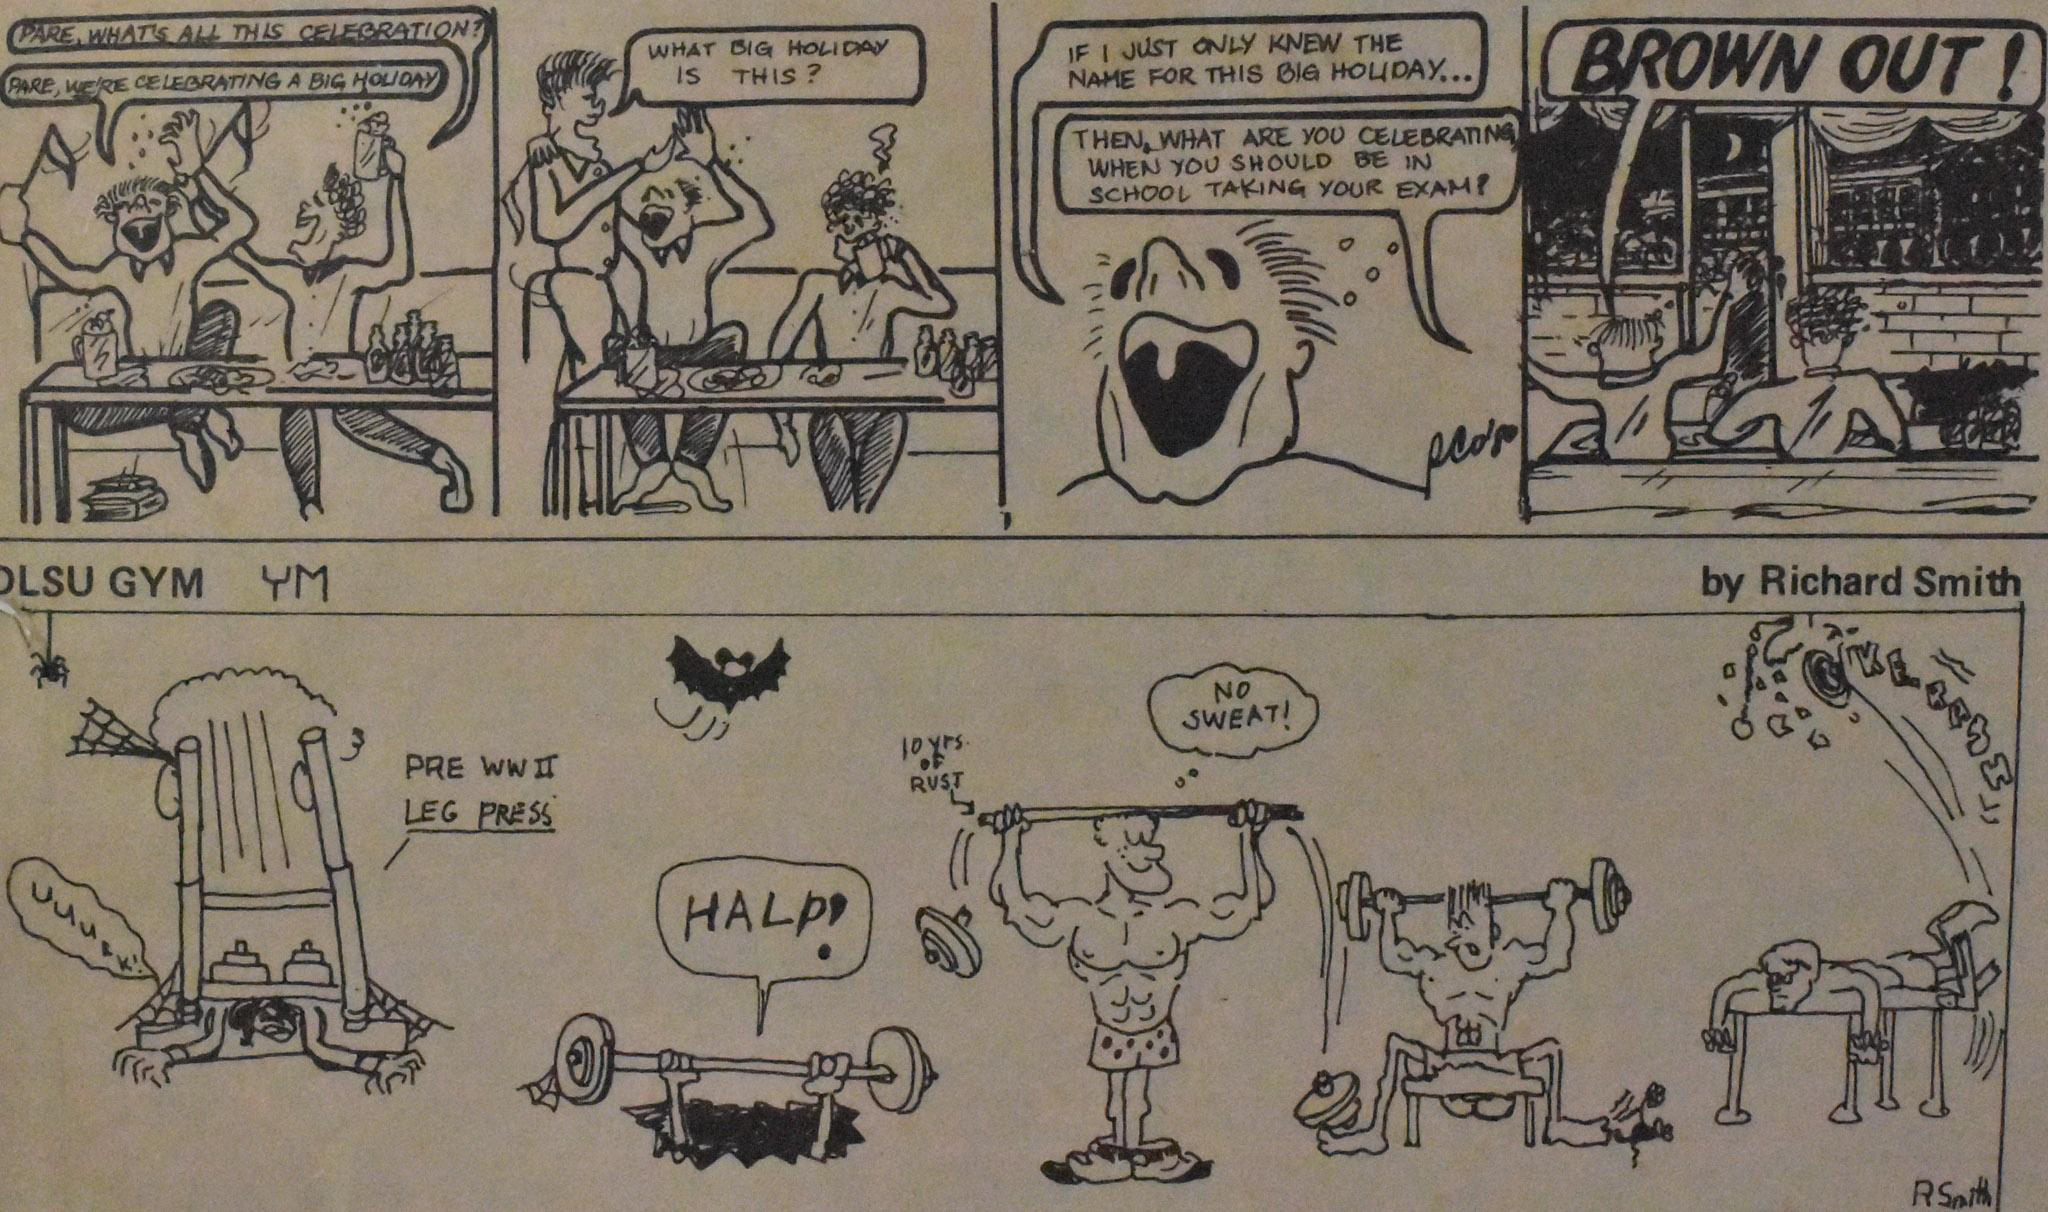 PARE, WHAT'S ALL THIS CELEBRATION?
PARE, WE'RE CELEBRATING A BIG HOLIDAY
WHAT BIG HOLIDAY
IS THIS?
IF I JUST ONLY KNEW THE
NAME FOR THIS BIG HOLIDAY...
THEN, WHAT ARE YOU CELEBRATING,
WHEN YOU SHOULD BE IN
SCHOOL TAKING YOUR EXAM?
BROWN OUT!
DLSU GYM YM
by Richard Smith
PRE WW II
LEG PRESS
UUUKK!
HALP!
10 yrs.
OF
RUST
NO
SWEAT!
R Smith